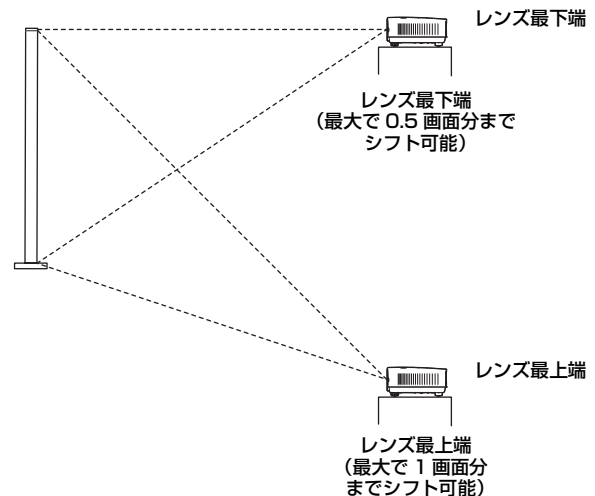 レンズ最下端
レンズ最下端
（最大で 0.5 画面分まで
シフト可能）
レンズ最上端
レンズ最上端
（最大で 1 画面分
までシフト可能）